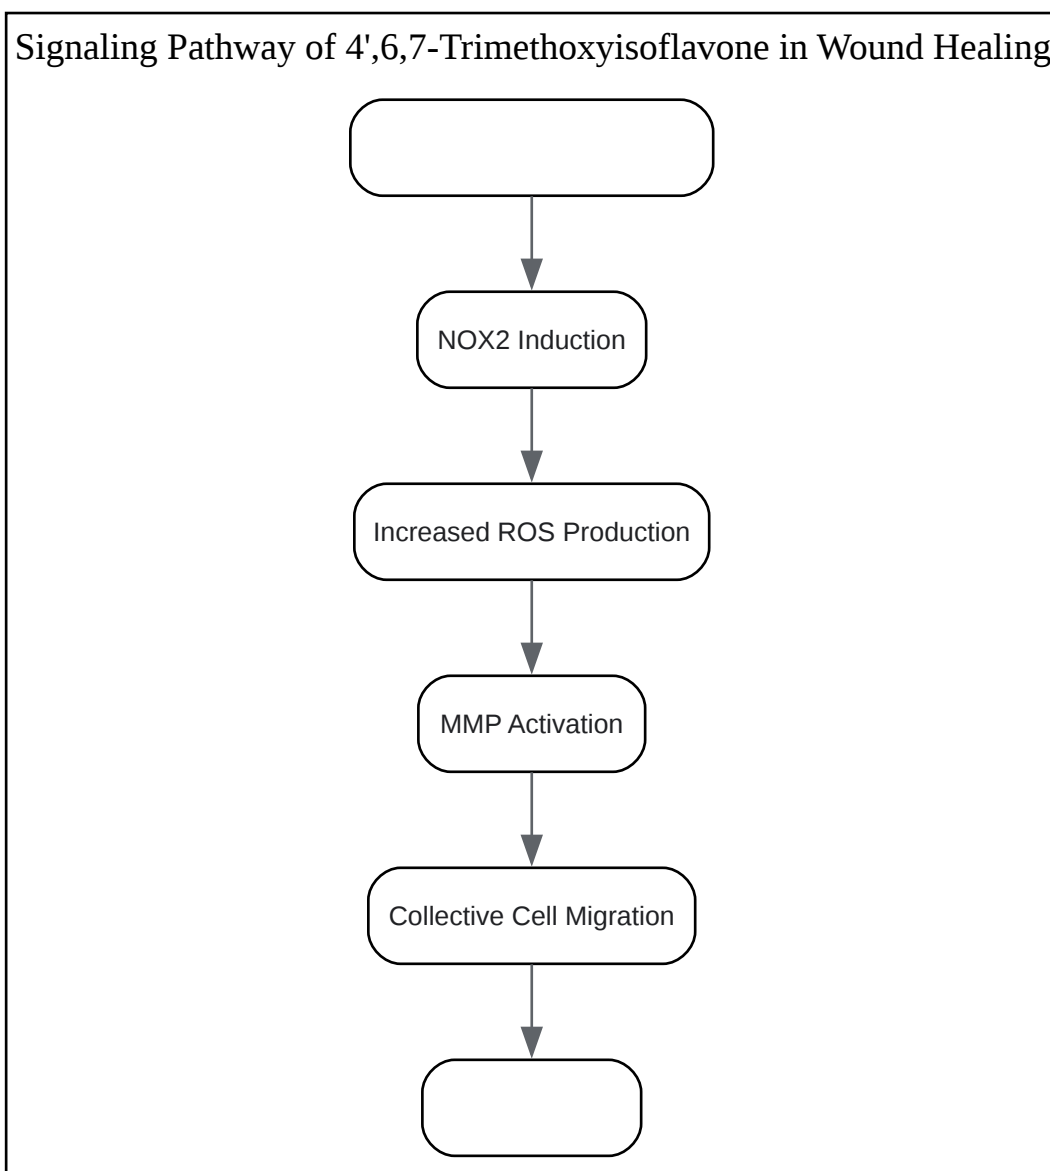 Signaling Pathway of 4',6,7-Trimethoxyisoflavone in Wound Healing
NOX2 Induction
Increased ROS Production
MMP Activation
Collective Cell Migration